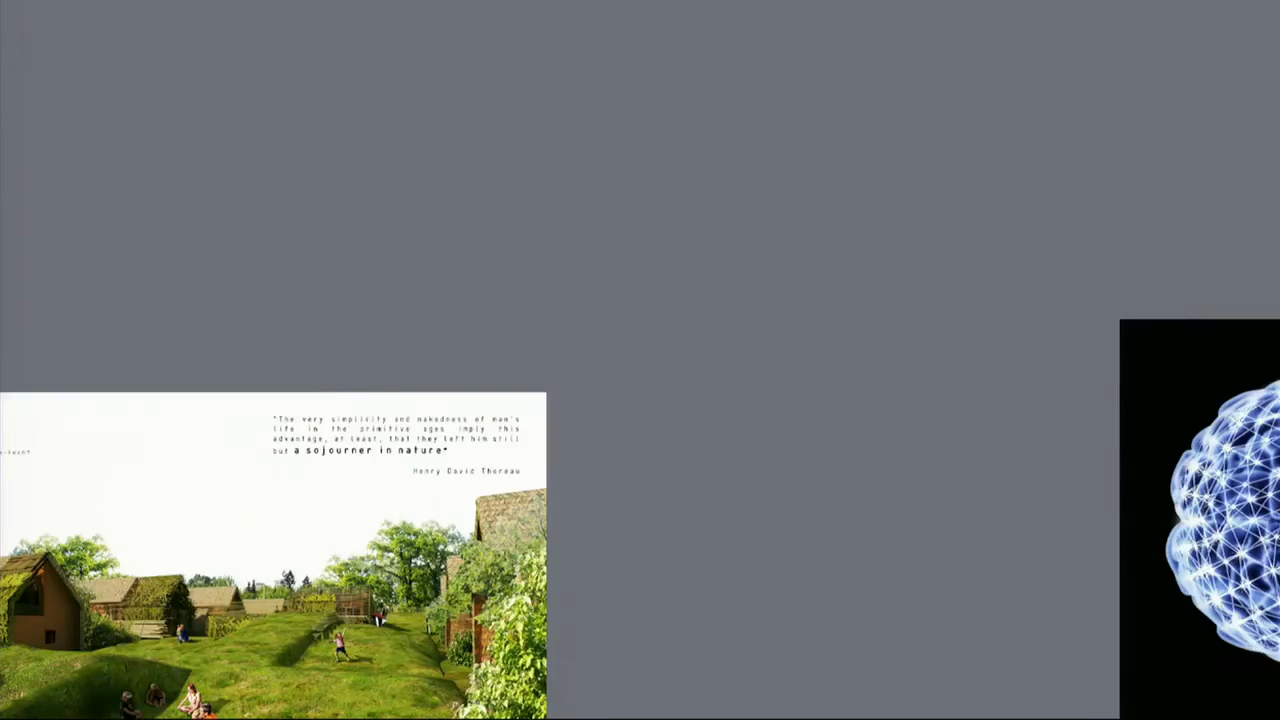 "The very simplicity and nakedness of man's
life in the primitive ages imply this
advantage, at least, that they left him still
but a sojourner in nature"
Henry David Thoreau